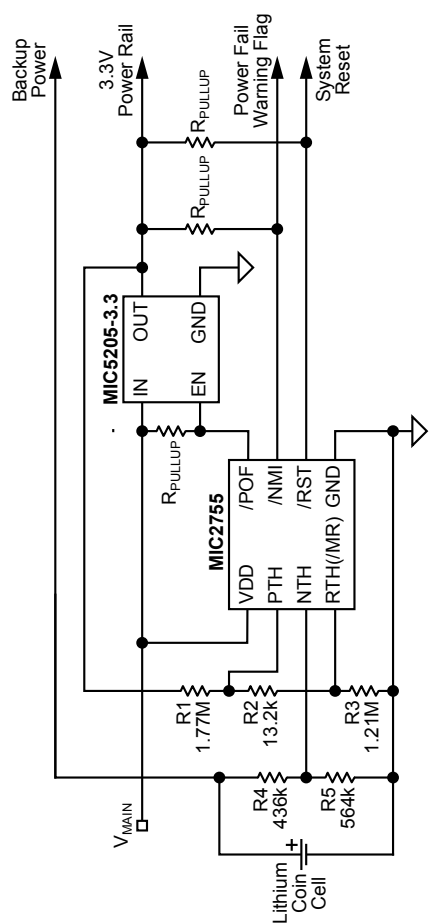 Backup
Power
3.3V
Power Rail
Power Fail
Warning Flag
System
Reset
R_PULLUP
R_PULLUP
MIC5205-3.3
IN
OUT
EN
GND
R_PULLUP
MIC2755
VDD
/POF
PTH
/NMI
NTH
/RST
RTH(/MR)
GND
V_MAIN
R1
1.77M
R2
13.2k
R3
1.21M
R4
436k
R5
564k
+
Lithium
Coin
Cell